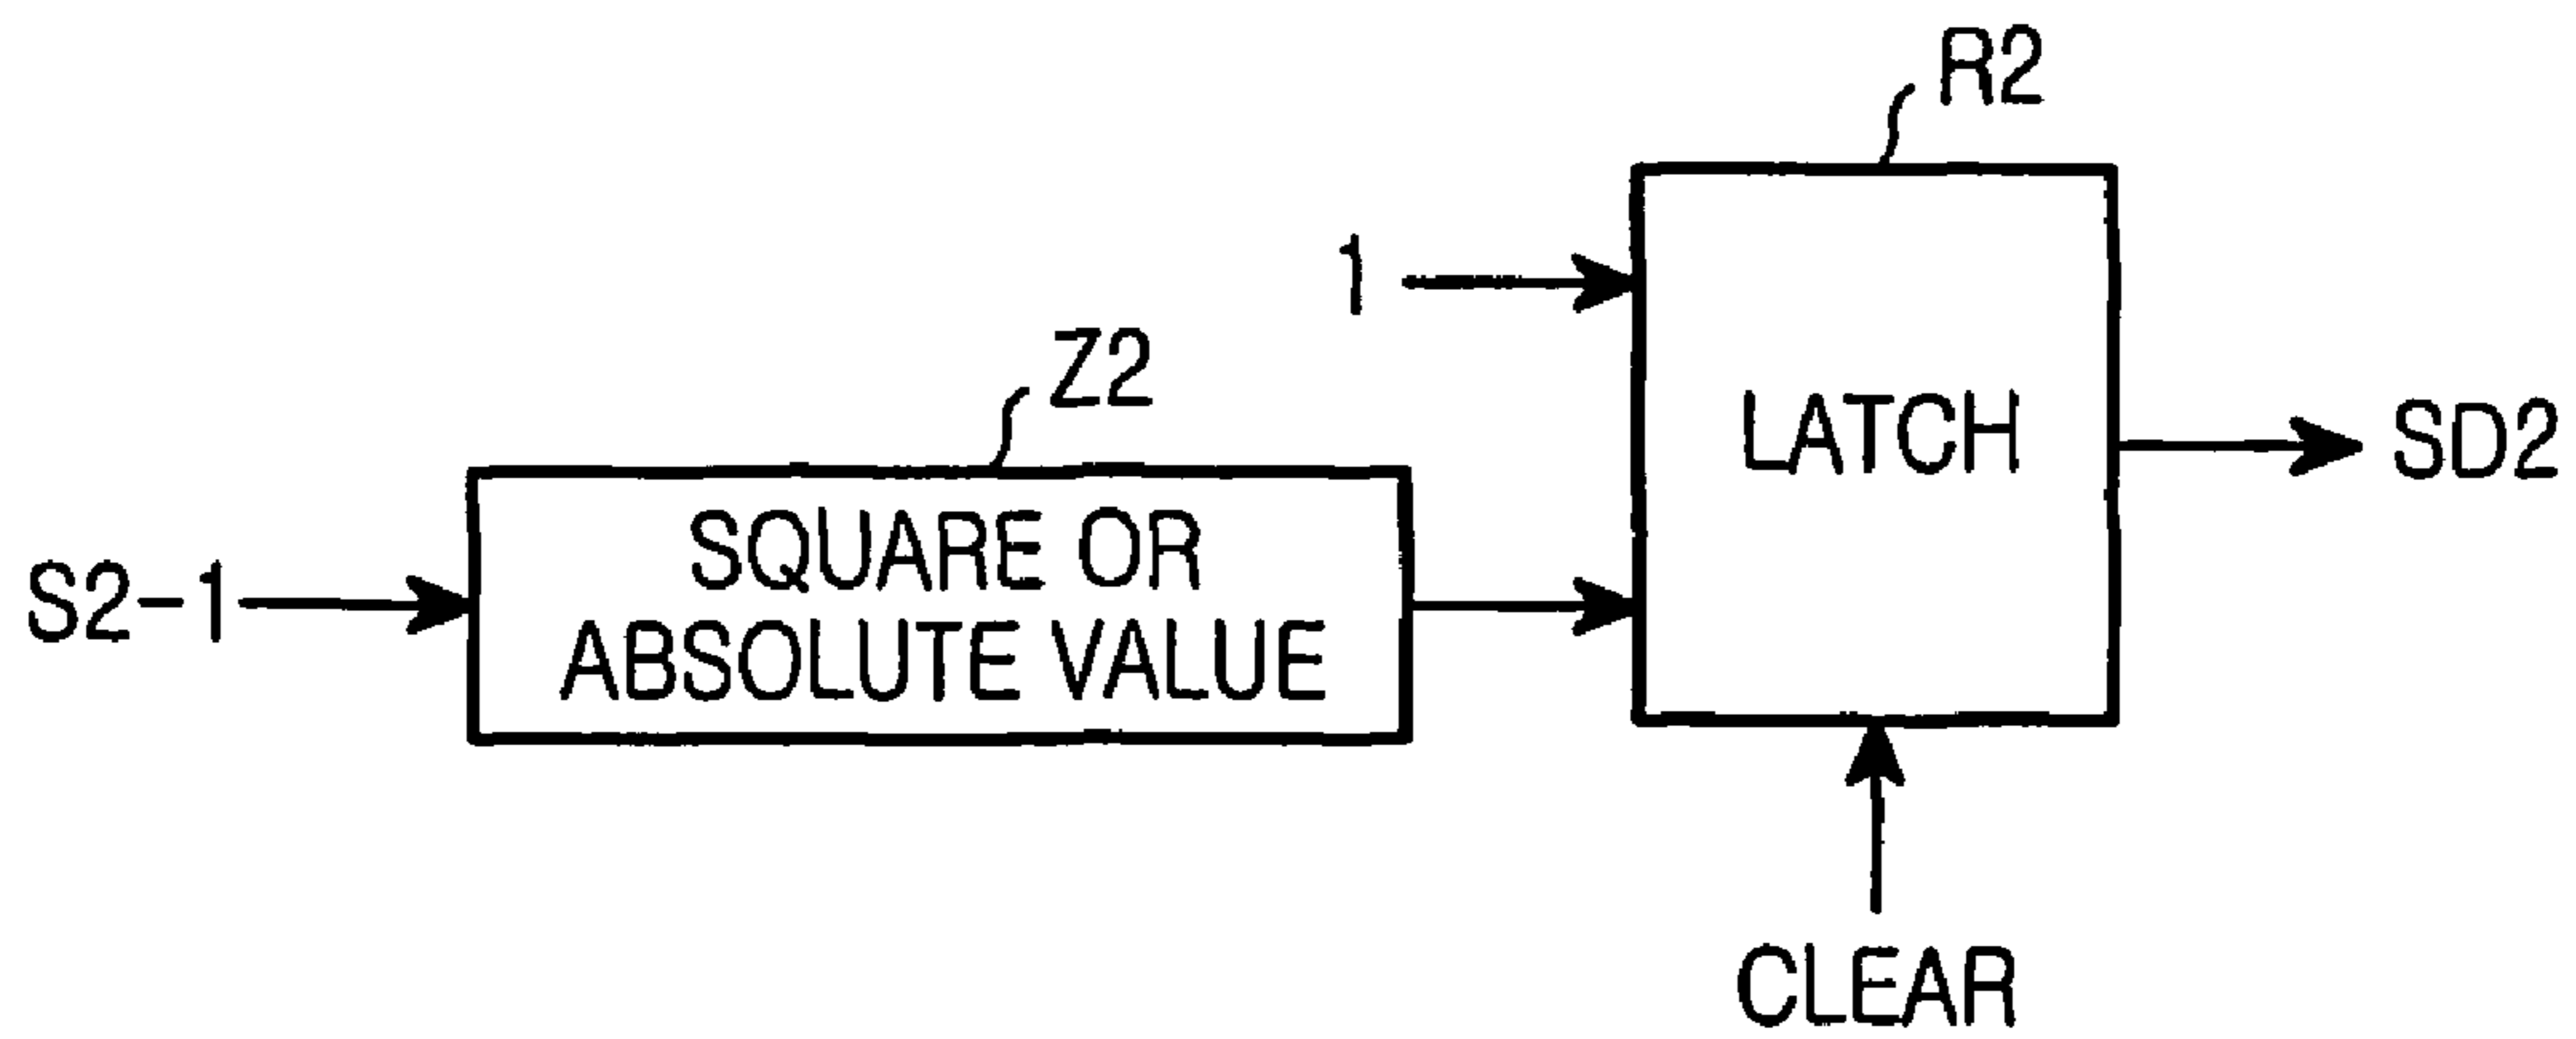 R2
1
Z2
LATCH
SD2
SQUARE OR
ABSOLUTE VALUE
S2-1
CLEAR